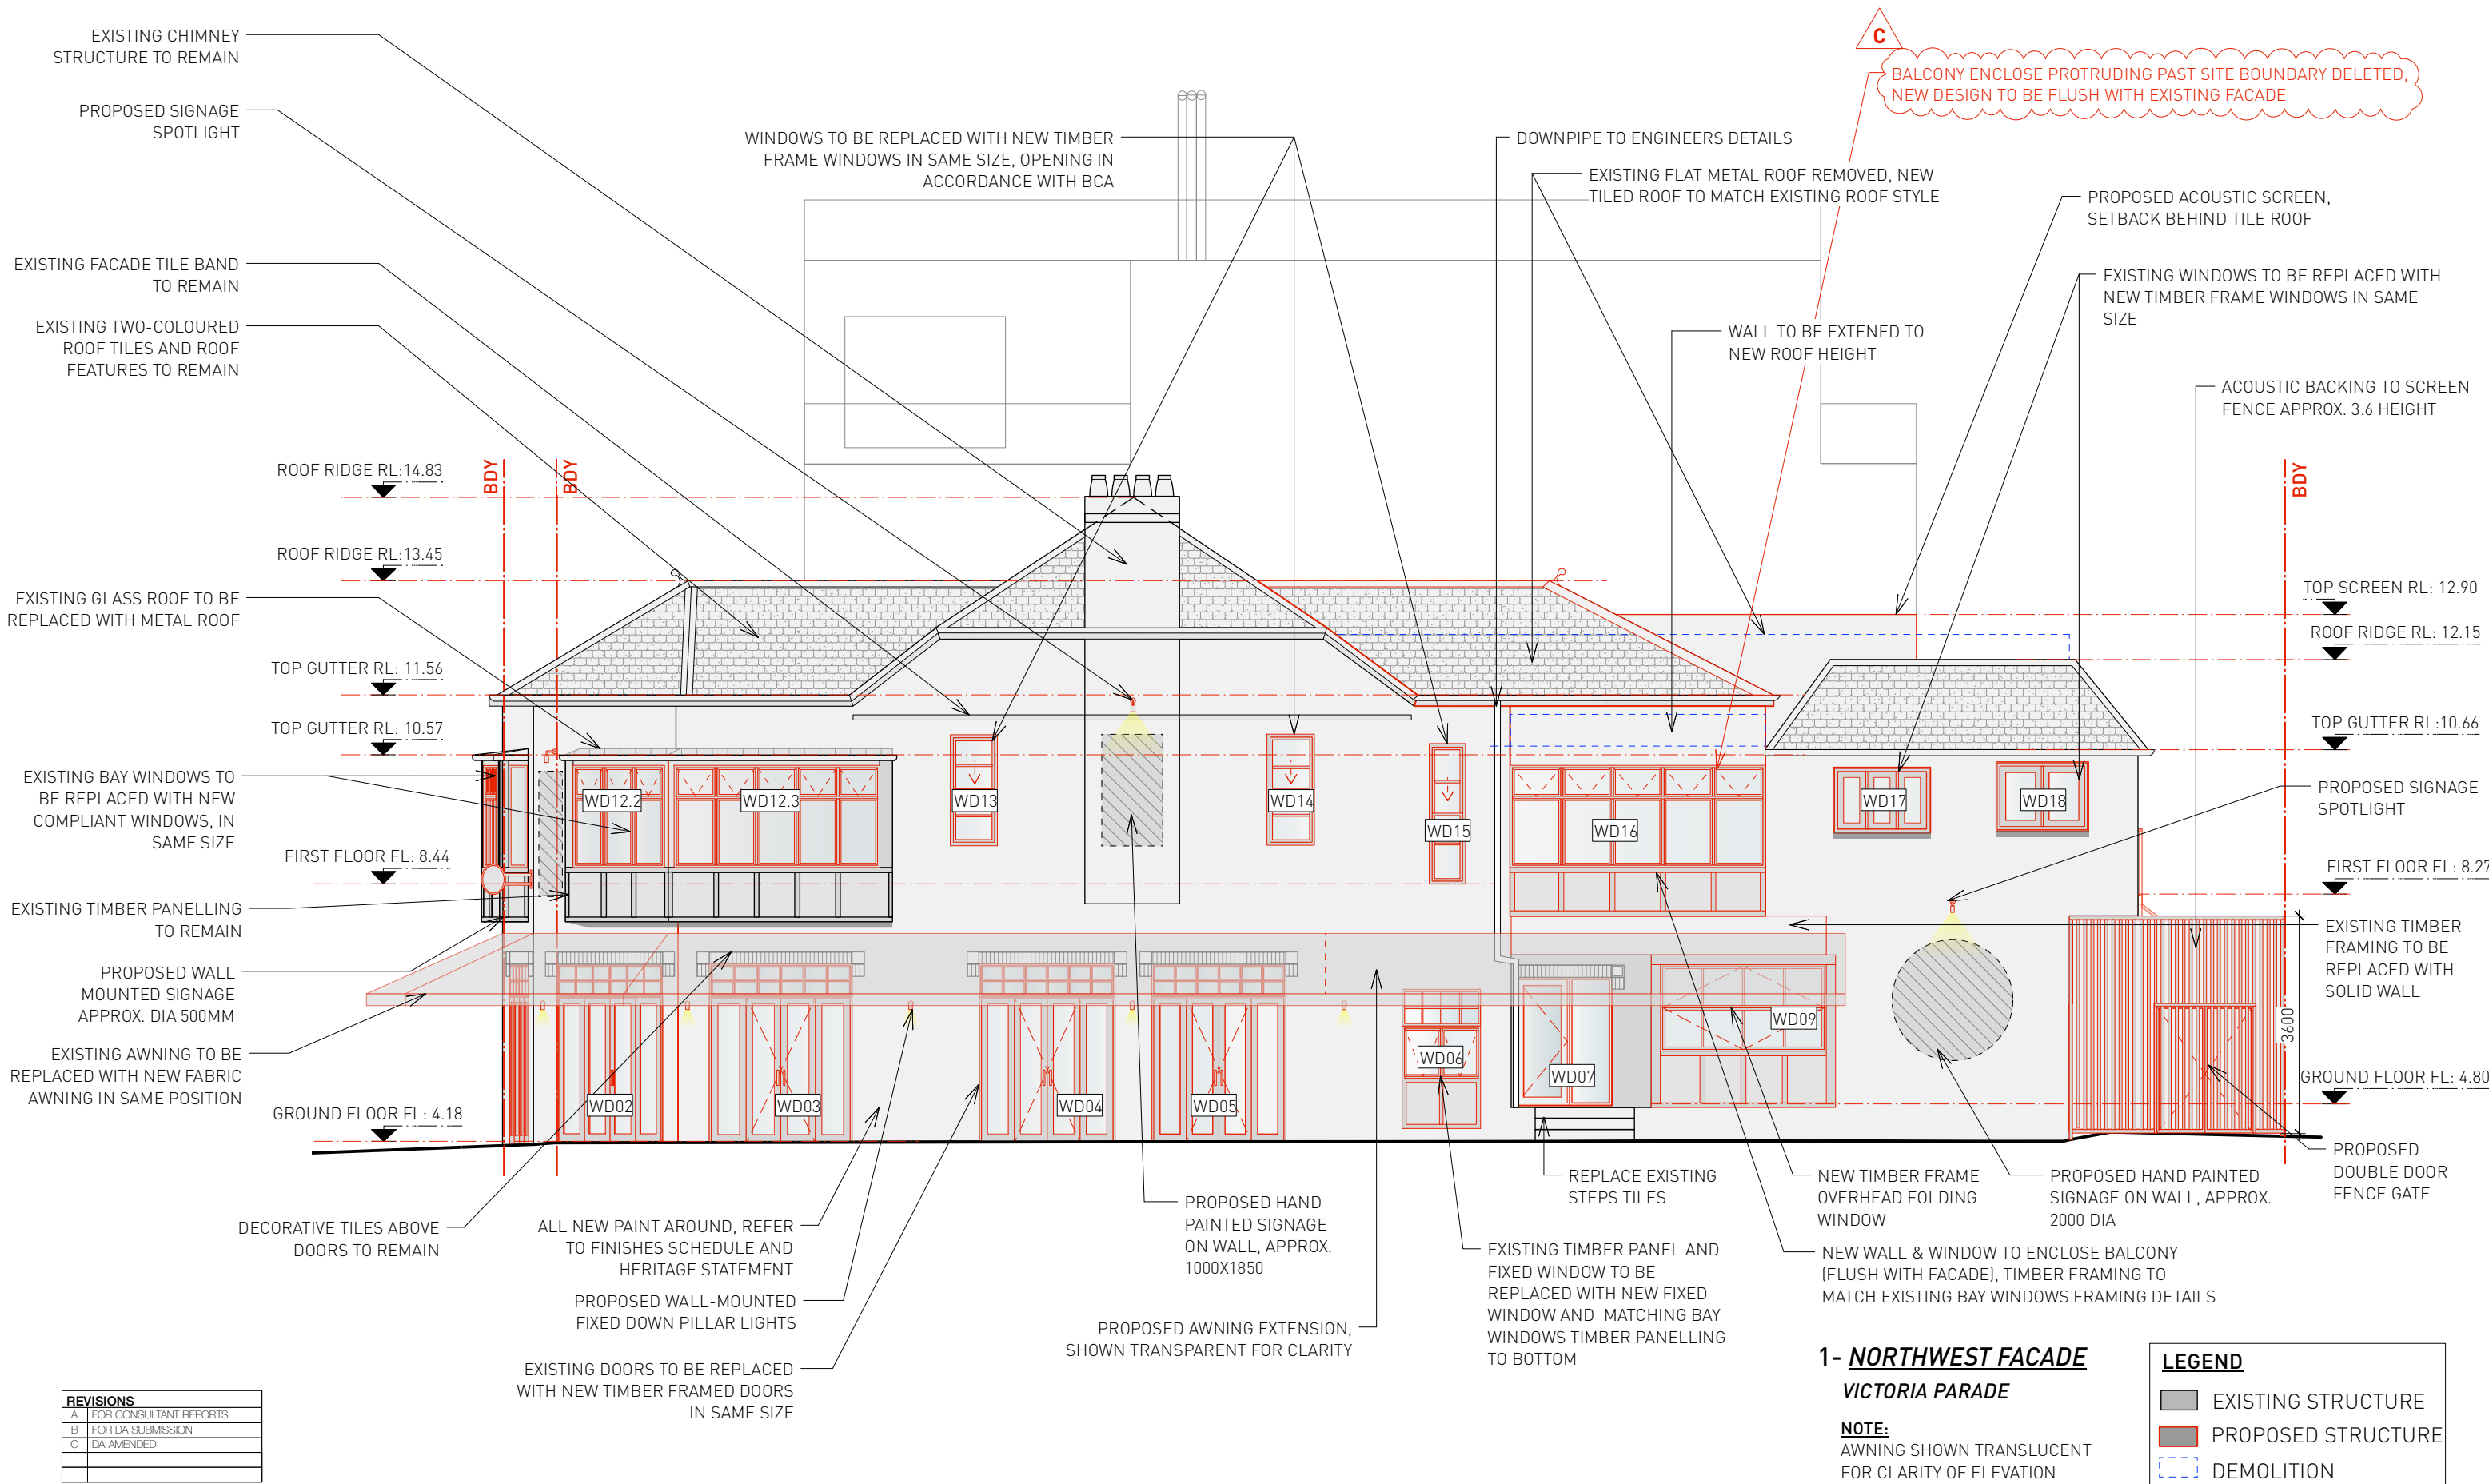 EXISTING CHIMNEY
STRUCTURE TO REMAIN
PROPOSED SIGNAGE
SPOTLIGHT
EXISTING FACADE TILE BAND
TO REMAIN
EXISTING TWO-COLOURED
ROOF TILES AND ROOF
FEATURES TO REMAIN
WINDOWS TO BE REPLACED WITH NEW TIMBER
FRAME WINDOWS IN SAME SIZE, OPENING IN
ACCORDANCE WITH BCA
DOWNPIPE TO ENGINEERS DETAILS
EXISTING FLAT METAL ROOF REMOVED, NEW
TILED ROOF TO MATCH EXISTING ROOF STYLE
C
BALCONY ENCLOSE PROTRUDING PAST SITE BOUNDARY DELETED,
NEW DESIGN TO BE FLUSH WITH EXISTING FACADE
PROPOSED ACOUSTIC SCREEN,
SETBACK BEHIND TILE ROOF
EXISTING WINDOWS TO BE REPLACED WITH
NEW TIMBER FRAME WINDOWS IN SAME
SIZE
WALL TO BE EXTENED TO
NEW ROOF HEIGHT
ACOUSTIC BACKING TO SCREEN
FENCE APPROX. 3.6 HEIGHT
ROOF RIDGE RL:14.83
BDY
BDY
BDY
ROOF RIDGE RL:13.45
EXISTING GLASS ROOF TO BE
REPLACED WITH METAL ROOF
TOP GUTTER RL: 11.56
TOP GUTTER RL: 10.57
EXISTING BAY WINDOWS TO
BE REPLACED WITH NEW
COMPLIANT WINDOWS, IN
SAME SIZE
FIRST FLOOR FL: 8.44
EXISTING TIMBER PANELLING
TO REMAIN
PROPOSED WALL
MOUNTED SIGNAGE
APPROX. DIA 500MM
EXISTING AWNING TO BE
REPLACED WITH NEW FABRIC
AWNING IN SAME POSITION
GROUND FLOOR FL: 4.18
TOP SCREEN RL: 12.90
ROOF RIDGE RL: 12.15
TOP GUTTER RL:10.66
PROPOSED SIGNAGE
SPOTLIGHT
FIRST FLOOR FL: 8.27
EXISTING TIMBER
FRAMING TO BE
REPLACED WITH
SOLID WALL
3600
GROUND FLOOR FL: 4.80
WD12.2
WD12.3
WD13
WD14
WD15
WD16
WD17
WD18
WD02
WD03
WD04
WD05
WD06
WD07
WD09
DECORATIVE TILES ABOVE
DOORS TO REMAIN
ALL NEW PAINT AROUND, REFER
TO FINISHES SCHEDULE AND
HERITAGE STATEMENT
PROPOSED WALL-MOUNTED
FIXED DOWN PILLAR LIGHTS
EXISTING DOORS TO BE REPLACED
WITH NEW TIMBER FRAMED DOORS
IN SAME SIZE
PROPOSED HAND
PAINTED SIGNAGE
ON WALL, APPROX.
1000X1850
PROPOSED AWNING EXTENSION,
SHOWN TRANSPARENT FOR CLARITY
EXISTING TIMBER PANEL AND
FIXED WINDOW TO BE
REPLACED WITH NEW FIXED
WINDOW AND MATCHING BAY
WINDOWS TIMBER PANELLING
TO BOTTOM
REPLACE EXISTING
STEPS TILES
NEW TIMBER FRAME
OVERHEAD FOLDING
WINDOW
PROPOSED HAND PAINTED
SIGNAGE ON WALL, APPROX.
2000 DIA
PROPOSED
DOUBLE DOOR
FENCE GATE
NEW WALL & WINDOW TO ENCLOSE BALCONY
(FLUSH WITH FACADE), TIMBER FRAMING TO
MATCH EXISTING BAY WINDOWS FRAMING DETAILS
1- NORTHWEST FACADE
VICTORIA PARADE
NOTE:
AWNING SHOWN TRANSLUCENT
FOR CLARITY OF ELEVATION
LEGEND
EXISTING STRUCTURE
PROPOSED STRUCTURE
DEMOLITION
REVISIONS
A FOR CONSULTANT REPORTS
B FOR DA SUBMISSION
C DA AMENDED